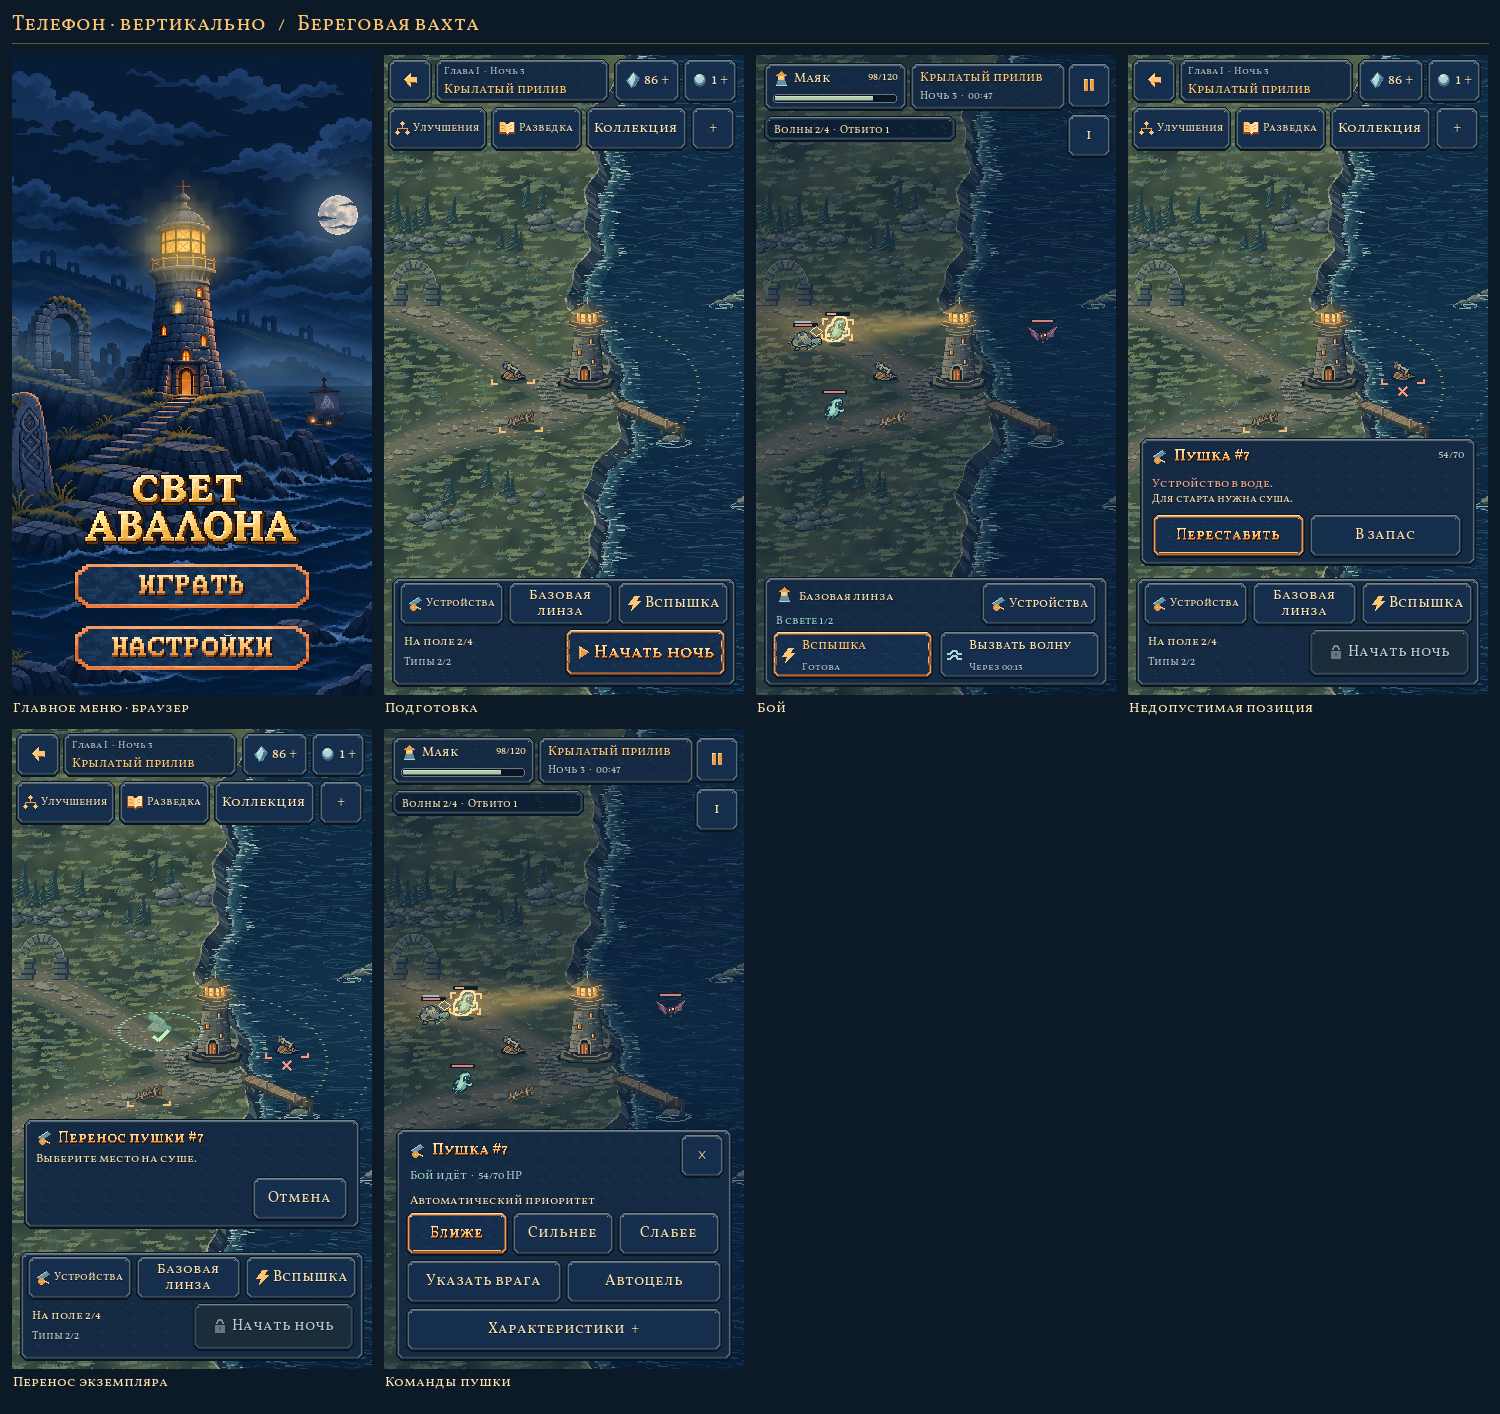 Телефон · вертикально / Береговая вахта
СВЕТ
АВАЛОНА
ИГРАТЬ
НАСТРОЙКИ
Главное меню · браузер
Глава I · Ночь 3
Крылатый прилив
86 +
1 +
Улучшения
Разведка
Коллекция
+
Устройства
Базовая
линза
Вспышка
На поле 2/4
Типы 2/2
Начать ночь
Подготовка
Маяк
98/120
Крылатый прилив
Ночь 3 · 00:47
Волны 2/4 · Отбито 1
1
Базовая линза
Устройства
В свете 1/2
Вспышка
Готова
Вызвать волну
Через 00:13
Бой
Глава I · Ночь 3
Крылатый прилив
86 +
1 +
Улучшения
Разведка
Коллекция
+
Пушка #7
54/70
Устройство в воде.
Для старта нужна суша.
Переставить
В запас
Устройства
Базовая
линза
Вспышка
На поле 2/4
Типы 2/2
Начать ночь
Недопустимая позиция
Глава I · Ночь 3
Крылатый прилив
86 +
1 +
Улучшения
Разведка
Коллекция
+
Перенос пушки #7
Выберите место на суше.
Отмена
Устройства
Базовая
линза
Вспышка
На поле 2/4
Типы 2/2
Начать ночь
Перенос экземпляра
Маяк
98/120
Крылатый прилив
Ночь 3 · 00:47
Волны 2/4 · Отбито 1
1
Пушка #7
X
Бой идёт · 54/70 HP
Автоматический приоритет
Ближе
Сильнее
Слабее
Указать врага
Автоцель
Характеристики +
Команды пушки